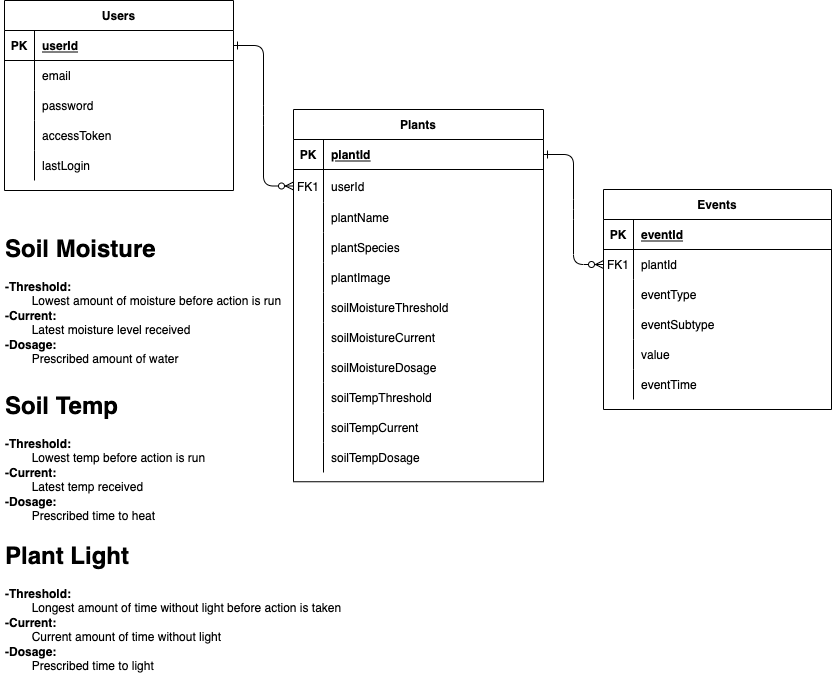 Users
PK userId
email
password
accessToken
lastLogin
Plants
PK plantId
FK1 userId
plantName
plantSpecies
plantImage
soilMoistureThreshold
soilMoistureCurrent
soilMoistureDosage
soilTempThreshold
soilTempCurrent
soilTempDosage
Events
PK eventId
FK1 plantId
eventType
eventSubtype
value
eventTime
Soil Moisture
-Threshold:
Lowest amount of moisture before action is run
-Current:
Latest moisture level received
-Dosage:
Prescribed amount of water
Soil Temp
-Threshold:
Lowest temp before action is run
-Current:
Latest temp received
-Dosage:
Prescribed time to heat
Plant Light
-Threshold:
Longest amount of time without light before action is taken
-Current:
Current amount of time without light
-Dosage:
Prescribed time to light